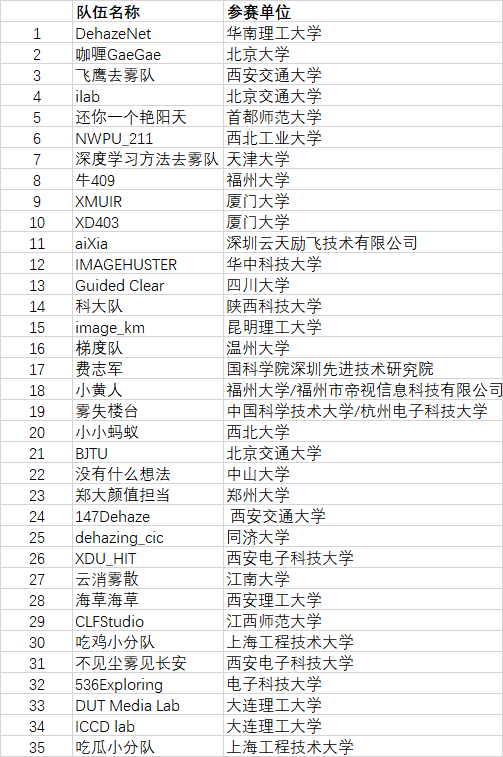 队伍名称 参赛单位
1 DehazeNet 华南理工大学
2 咖喱GaeGae 北京大学
3 飞鹰去雾队 西安交通大学
4 ilab 北京交通大学
5 还你一个艳阳天 首都师范大学
6 NWPU_211 西北工业大学
7 深度学习方法去雾队 天津大学
8 牛409 福州大学
9 XMUIR 厦门大学
10 XD403 厦门大学
11 aiXia 深圳云天励飞技术有限公司
12 IMAGEHUSTER 华中科技大学
13 Guided Clear 四川大学
14 科大队 陕西科技大学
15 image_km 昆明理工大学
16 梯度队 温州大学
17 费志军 国科学院深圳先进技术研究院
18 小黄人 福州大学/福州市帝视信息科技有限公司
19 雾失楼台 中国科学技术大学/杭州电子科技大学
20 小小蚂蚁 西北大学
21 BJTU 北京交通大学
22 没有什么想法 中山大学
23 郑大颜值担当 郑州大学
24 147Dehaze 西安交通大学
25 dehazing_cic 同济大学
26 XDU_HIT 西安电子科技大学
27 云消雾散 江南大学
28 海草海草 西安理工大学
29 CLFStudio 江西师范大学
30 吃鸡小分队 上海工程技术大学
31 不见尘雾见长安 西安电子科技大学
32 536Exploring 电子科技大学
33 DUT Media Lab 大连理工大学
34 ICCD lab 大连理工大学
35 吃瓜小分队 上海工程技术大学